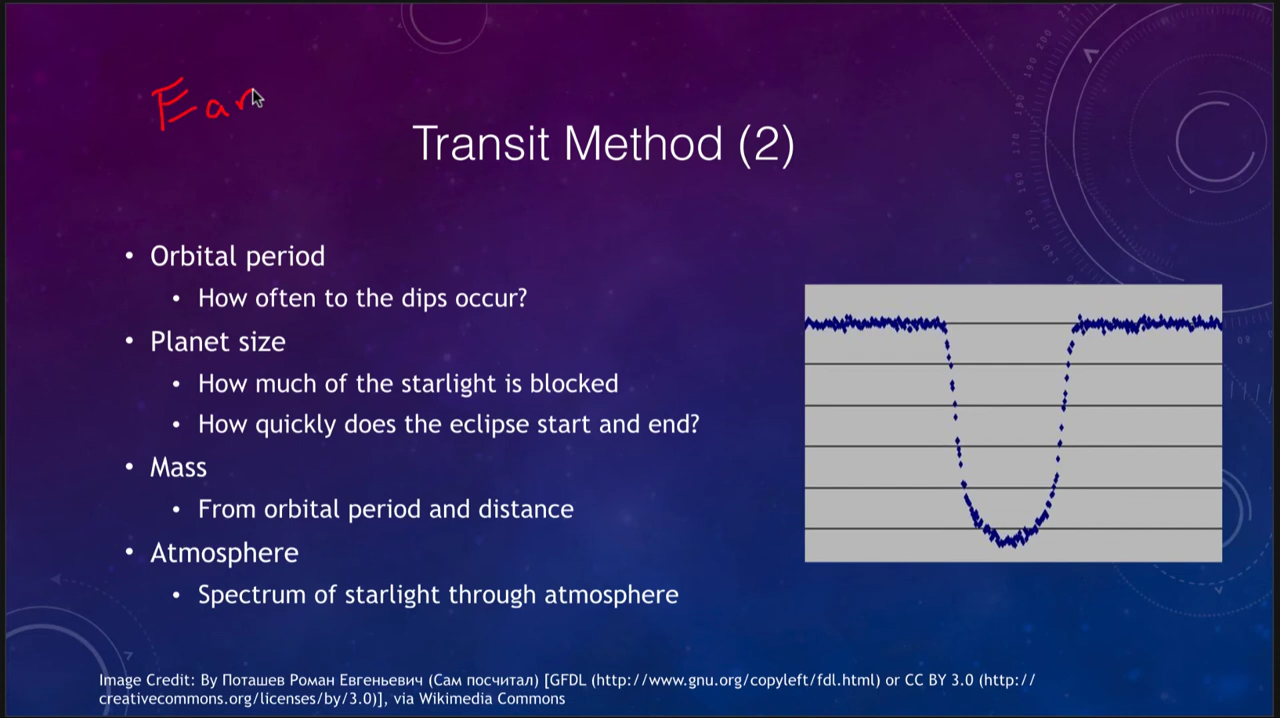 Ear
Transit Method (2)
• Orbital period
• How often to the dips occur?
• Planet size
• How much of the starlight is blocked
• How quickly does the eclipse start and end?
• Mass
• From orbital period and distance
• Atmosphere
• Spectrum of starlight through atmosphere
Image Credit: By Поташев Роман Евгеньевич (Сам посчитал) [GFDL (http://www.gnu.org/copyleft/fdl.html) or CC BY 3.0 (http://
creativecommons.org/licenses/by/3.0)], via Wikimedia Commons